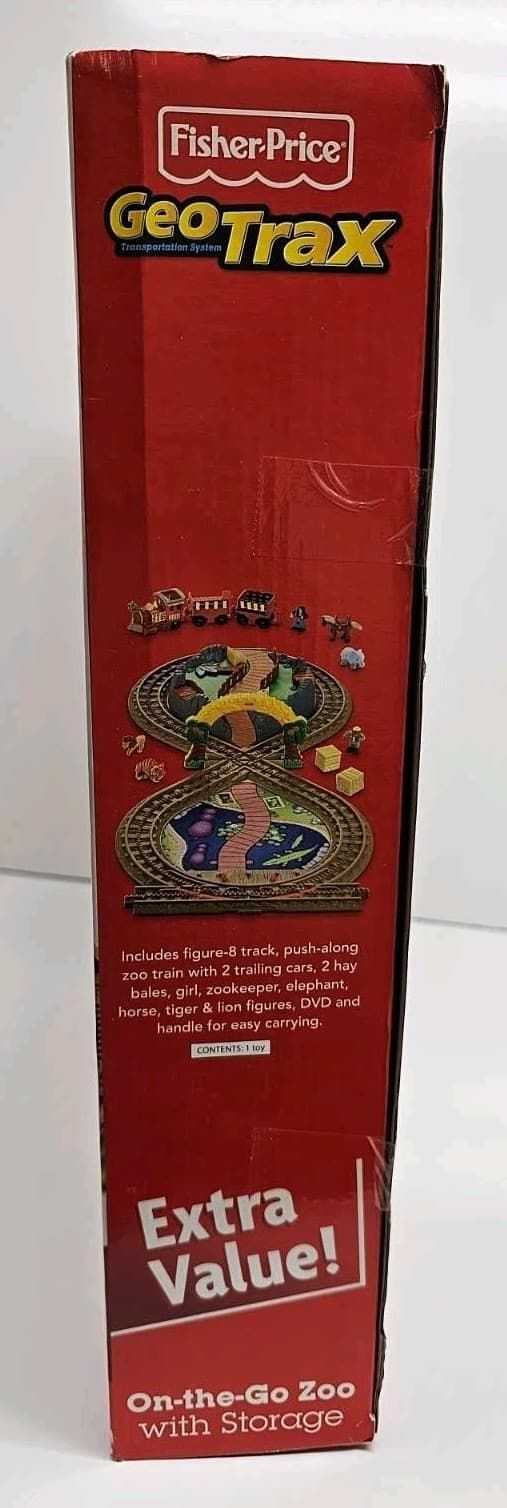 Fisher-Price®
GeoTrax™
Transportation System
Includes figure-8 track, push-along
zoo train with 2 trailing cars, 2 hay
bales, girl, zookeeper, elephant,
horse, tiger & lion figures, DVD and
handle for easy carrying.
CONTENTS: 1 toy
Extra
Value!
On-the-Go Zoo
with Storage